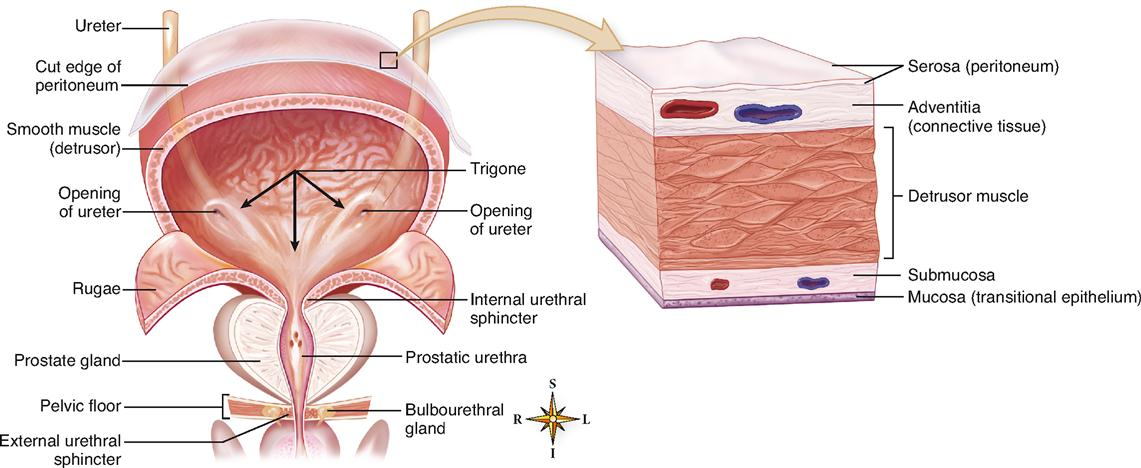 Ureter
Cut edge of
peritoneum
Smooth muscle
(detrusor)
Opening
of ureter
Rugae
Prostate gland
Pelvic floor
External urethral
sphincter
Trigone
Opening
of ureter
Internal urethral
sphincter
Prostatic urethra
Bulbourethral
gland
S
R
L
I
Serosa (peritoneum)
Adventitia
(connective tissue)
Detrusor muscle
Submucosa
Mucosa (transitional epithelium)